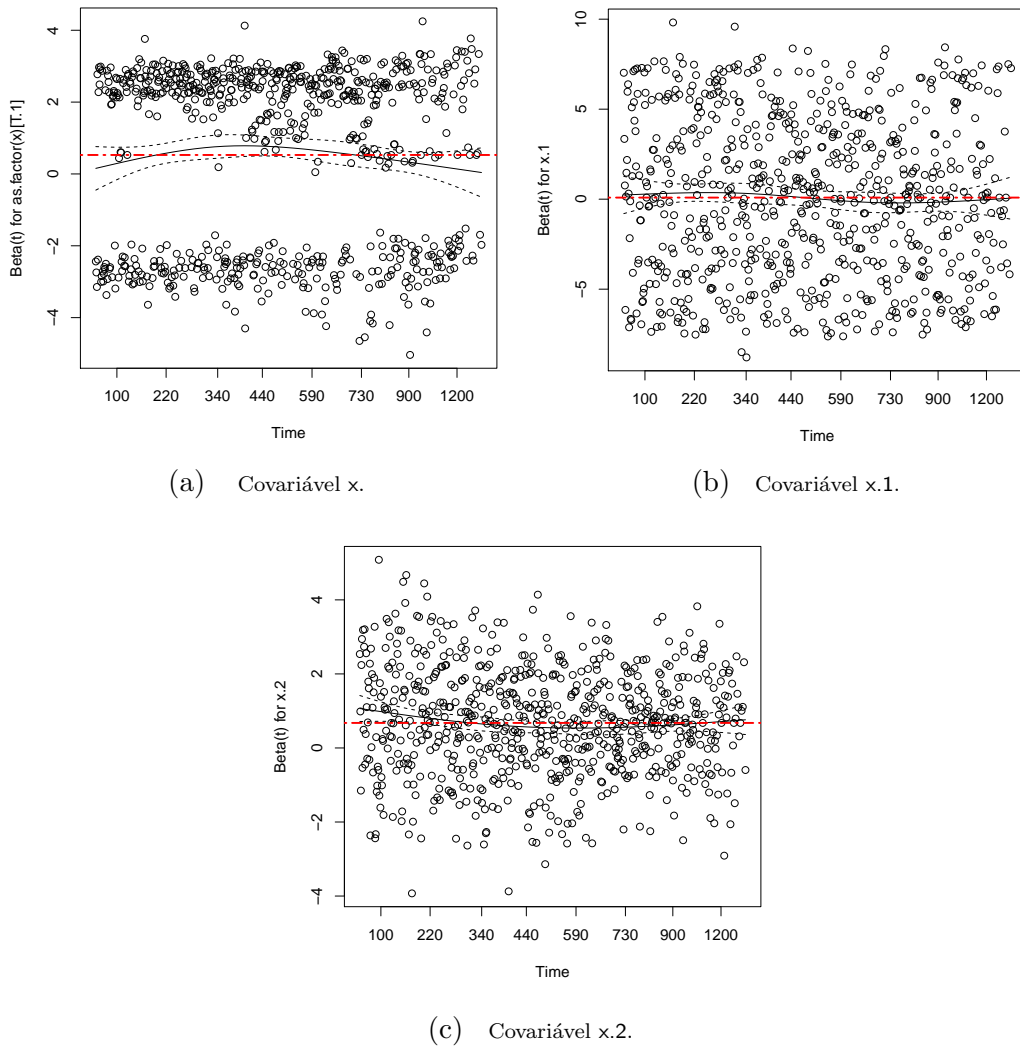 4
2
0
−2
−4
Beta(t) for as.factor(x)[T.1]
100 220 340 440 590 730 900 1200
Time
(a) Covariável x.
10
5
0
−5
Beta(t) for x.1
100 220 340 440 590 730 900 1200
Time
(b) Covariável x.1.
4
2
0
−2
−4
Beta(t) for x.2
100 220 340 440 590 730 900 1200
Time
(c) Covariável x.2.